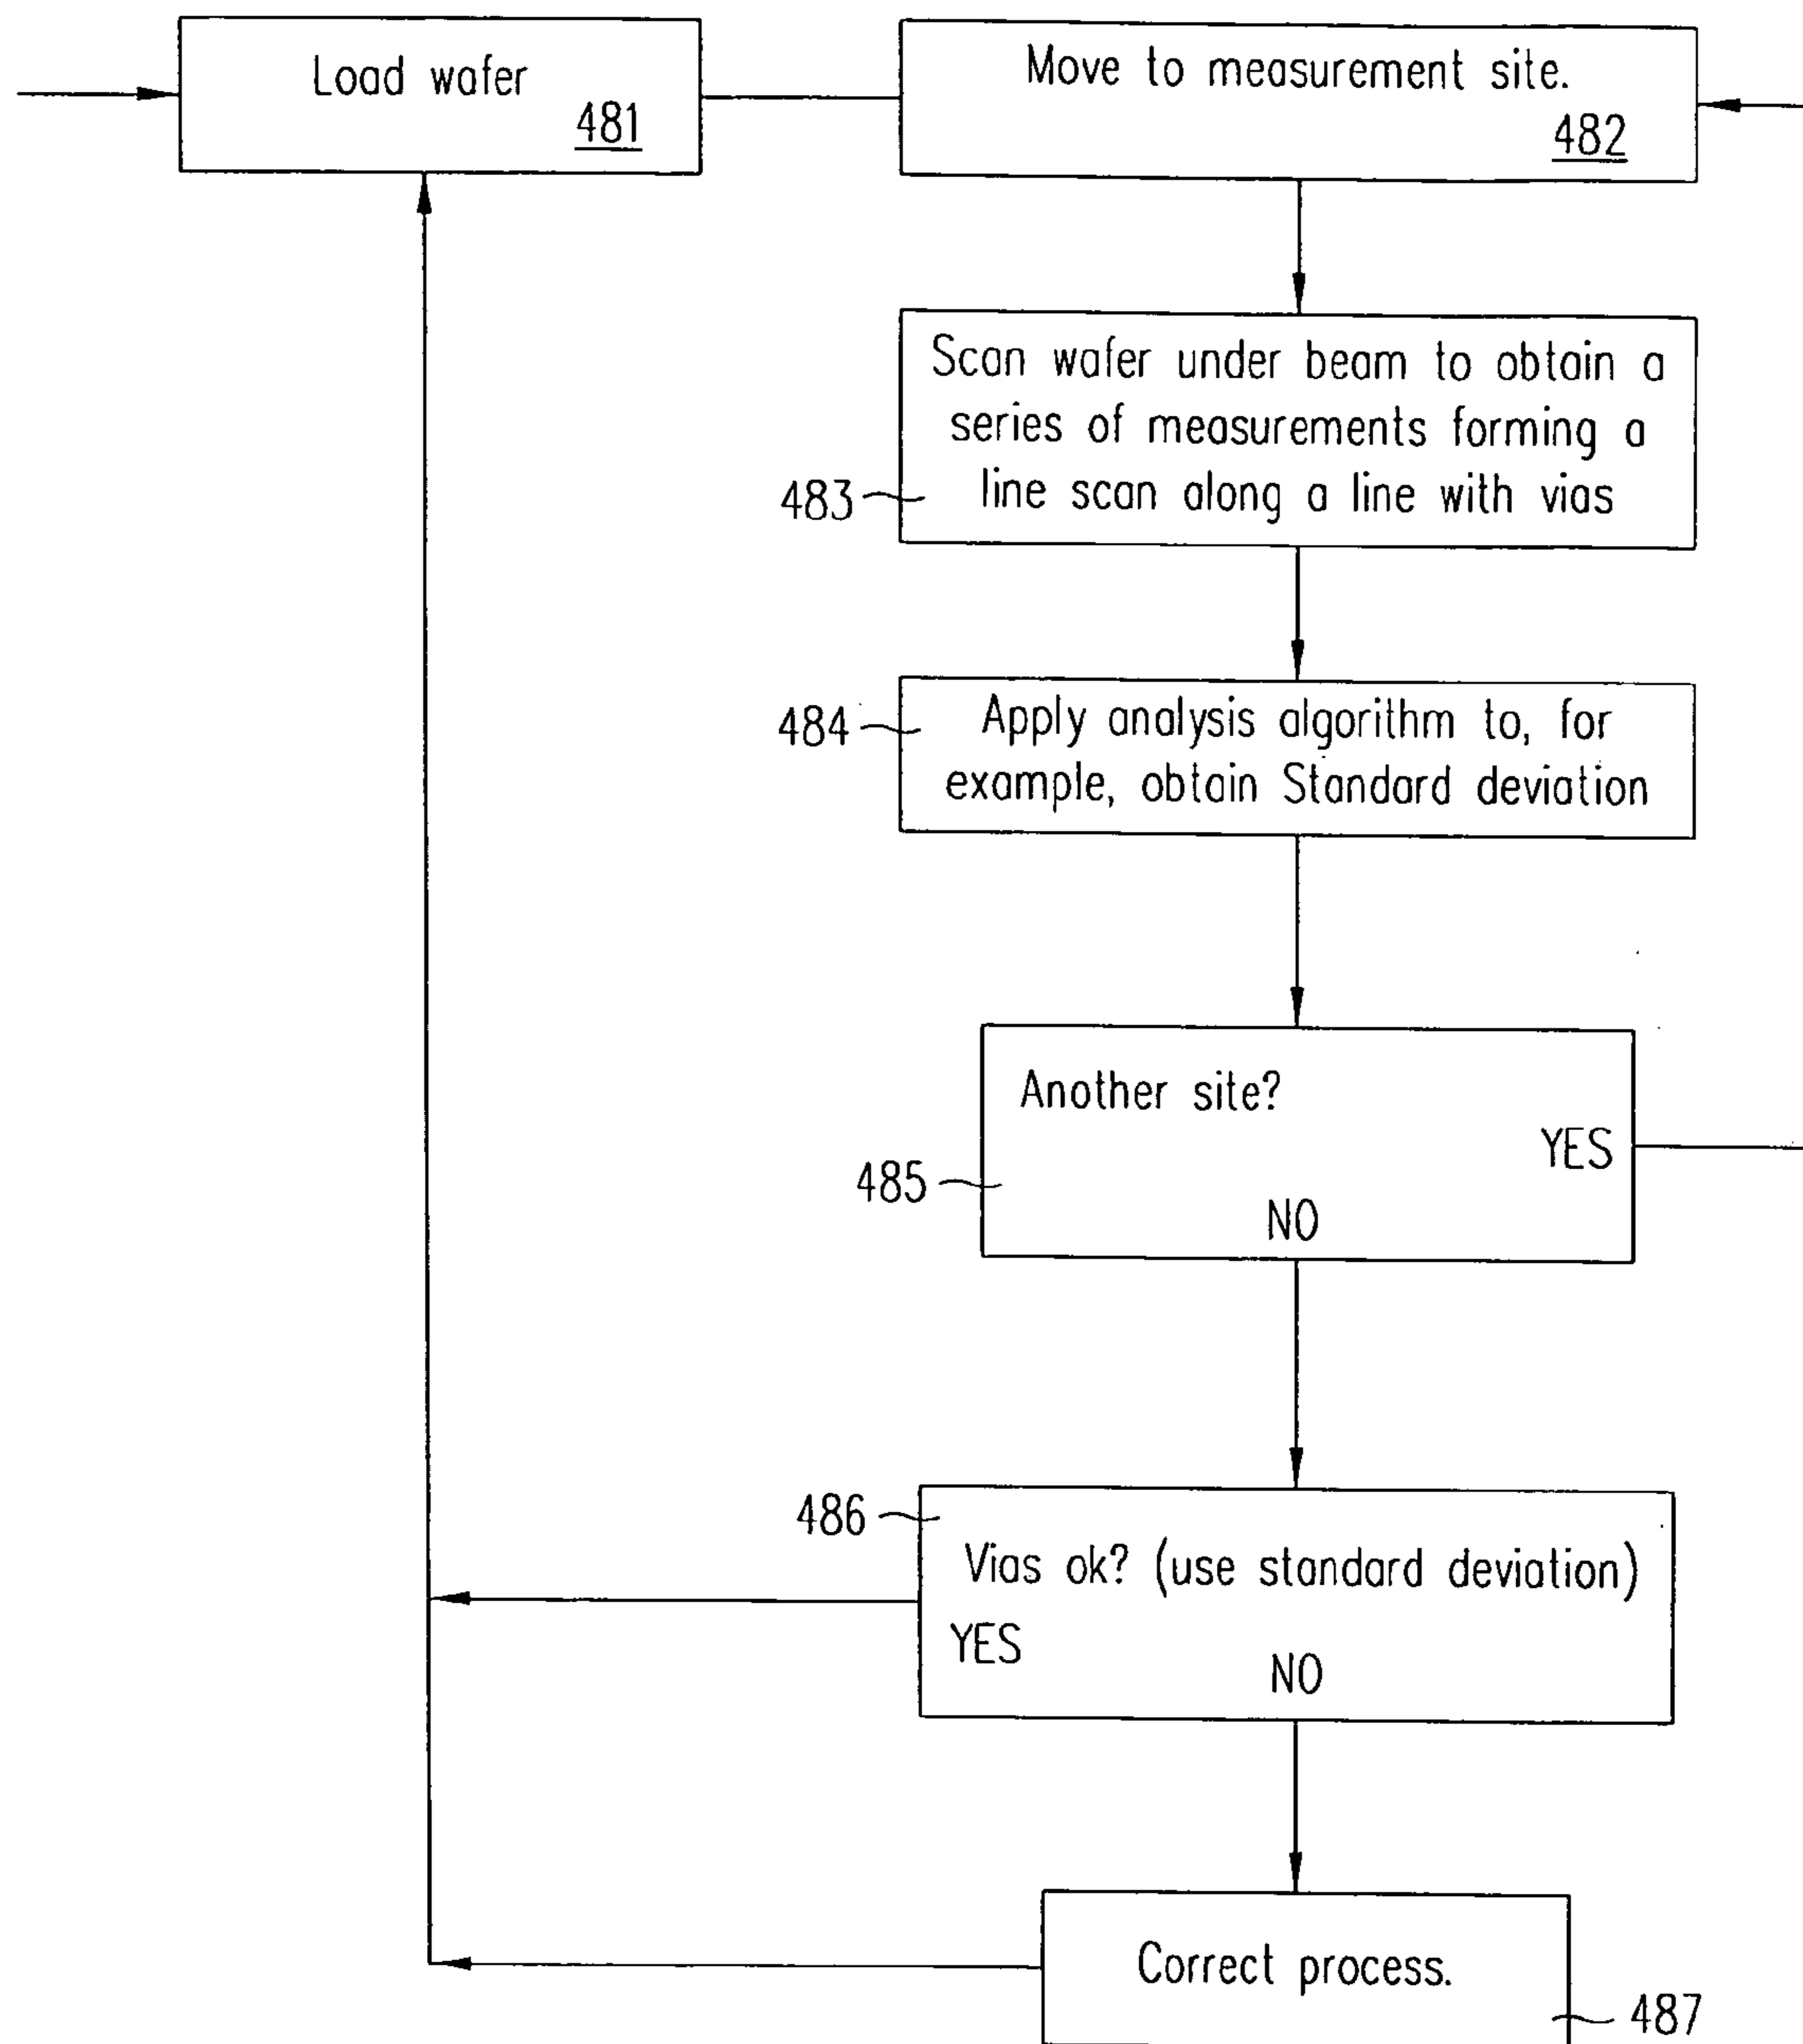 Load wafer
481
Move to measurement site.
482
Scan wafer under beam to obtain a
series of measurements forming a
line scan along a line with vias
483
Apply analysis algorithm to, for
example, obtain Standard deviation
484
Another site?
YES
485
NO
486
Vias ok? (use standard deviation)
YES
NO
Correct process.
487